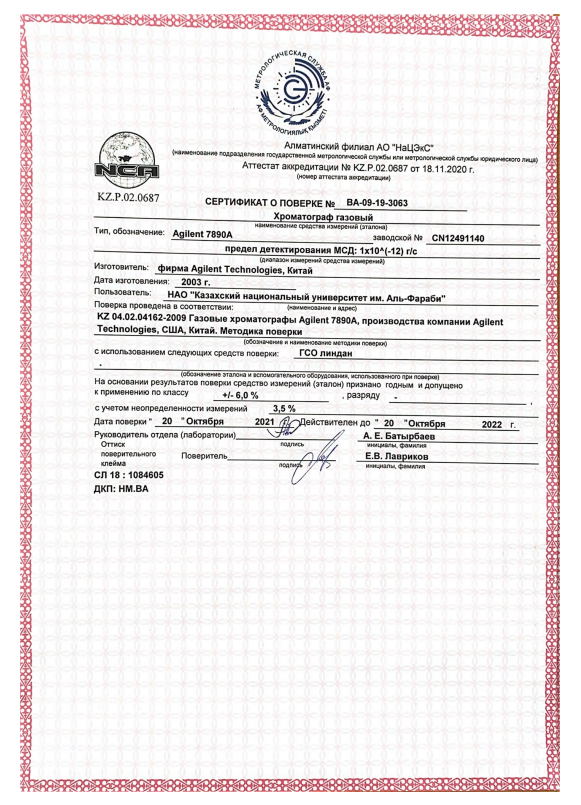 МЕТРОЛОГИЧЕСКАЯ СЛУЖБА АФ
АФ МЕТРОЛОГИЯЛЫҚ ҚЫЗМЕТІ
NCA
KZ.P.02.0687
Алматинский филиал АО "НаЦЭкС"
(наименование подразделения государственной метрологической службы или метрологической службы юридического лица)
Аттестат аккредитации № KZ.P.02.0687 от 18.11.2020 г.
(номер аттестата аккредитации)
СЕРТИФИКАТ О ПОВЕРКЕ № BA-09-19-3063
Хроматограф газовый
наименование средства измерений (эталона)
Тип, обозначение: Agilent 7890A заводской № CN12491140
предел детектирования МСД: 1х10^(-12) г/с
(диапазон измерений средства измерений)
Изготовитель: фирма Agilent Technologies, Китай
Дата изготовления: 2003 г.
Пользователь: НАО "Казахский национальный университет им. Аль-Фараби"
Поверка проведена в соответствии: (наименование и адрес)
KZ 04.02.04162-2009 Газовые хроматографы Agilent 7890A, производства компании Agilent
Technologies, США, Китай. Методика поверки
(обозначение и наименование методики поверки)
с использованием следующих средств поверки: ГСО линдан
.
(обозначение эталона и вспомогательного оборудования, использованного при поверке)
На основании результатов поверки средство измерений (эталон) признано годным и допущено
к применению по классу +/- 6,0 % , разряду - ,
с учетом неопределенности измерений 3,5 %
Дата поверки " 20 "Октября 2021 г. Действителен до " 20 "Октября 2022 г.
Руководитель отдела (лаборатории) А. Е. Батырбаев
Оттиск подпись инициалы, фамилия
поверительного Поверитель Е.В. Лавриков
клейма подпись инициалы, фамилия
СЛ 18 : 1084605
ДКП: НМ.ВА